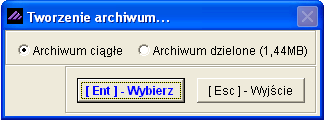 Tworzenie archiwum...
Archiwum ciągłe Archiwum dzielone (1,44MB)
[ Ent ] - Wybierz [ Esc ] - Wyjście